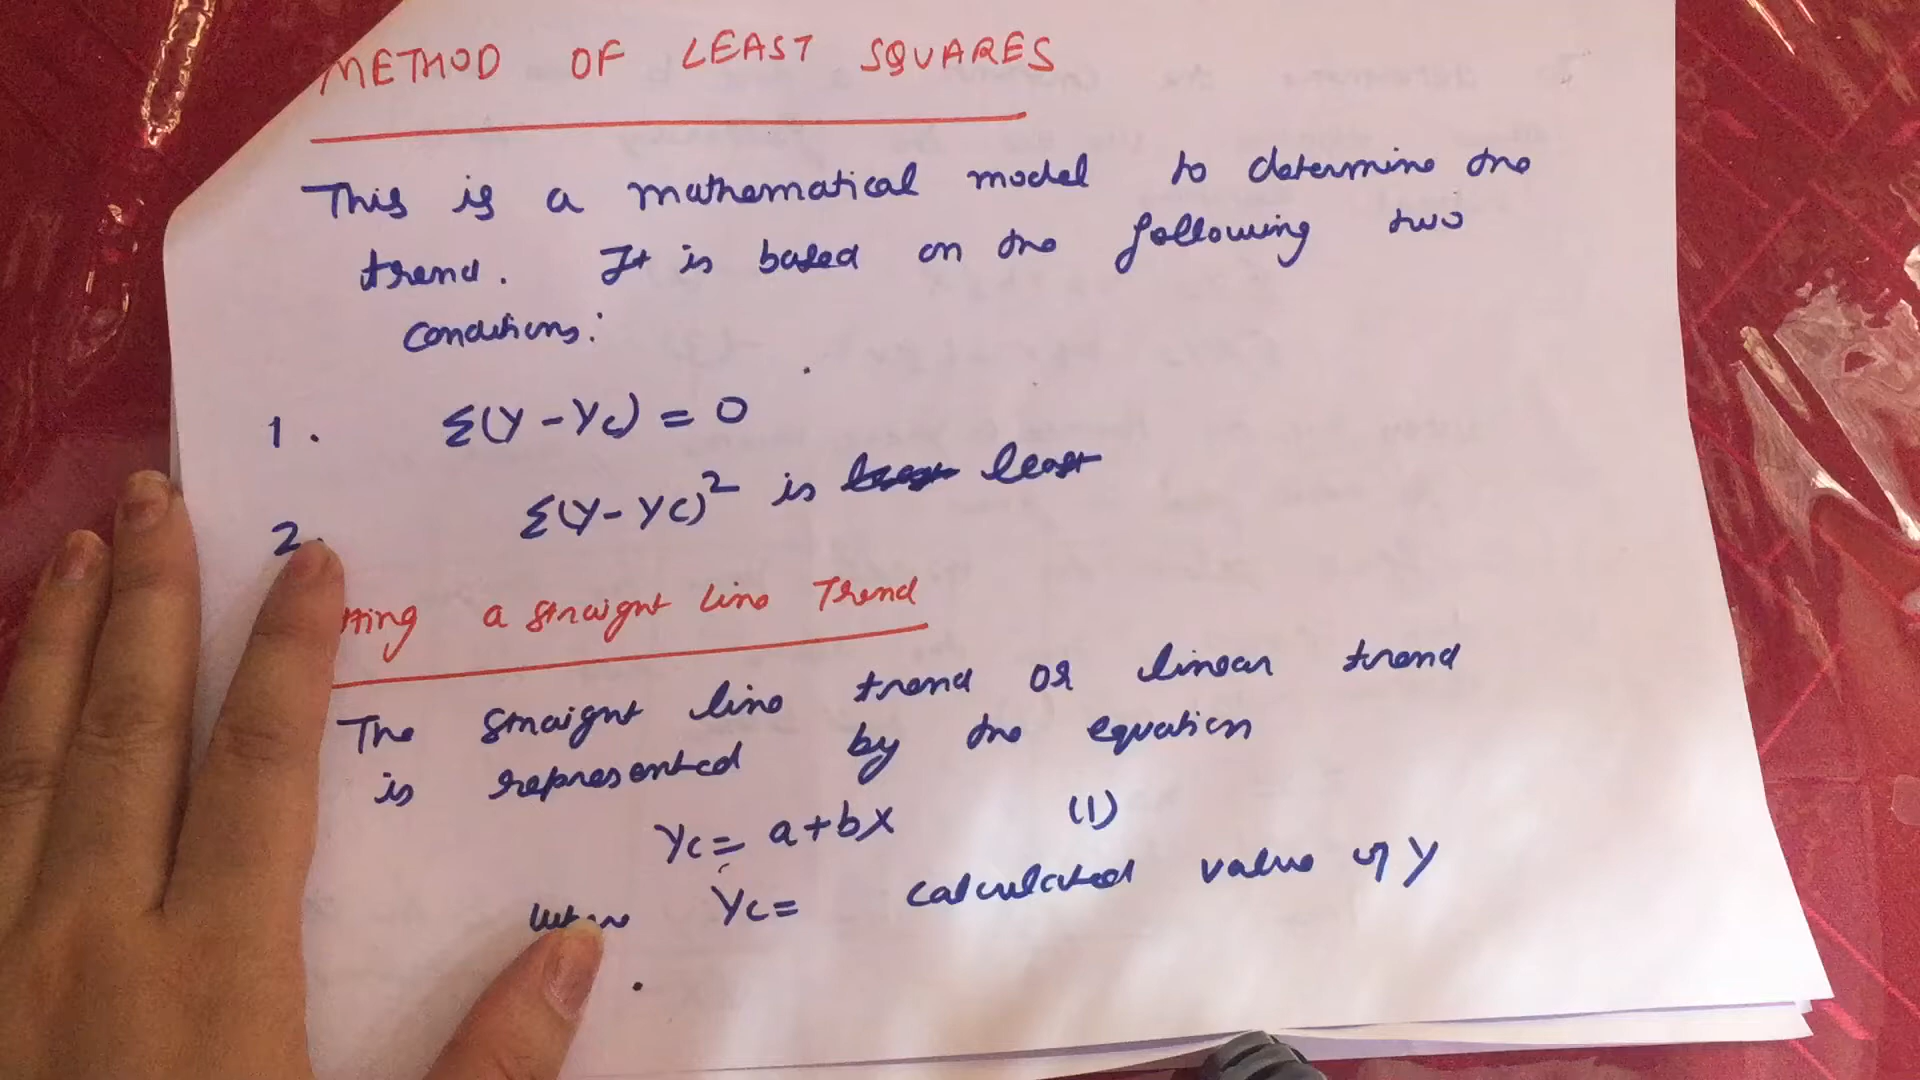 METHOD OF LEAST SQUARES
This is a mathematical model to determine the
trend. It is based on the following two
conditions:
1. Σ(Y-Yc) = 0
2. Σ(Y-Yc)² is least
tting a straight line Trend
The straight line trend or linear trend
is represented by the equation
Yc = a+bx (1)
where Yc = calculated value of Y